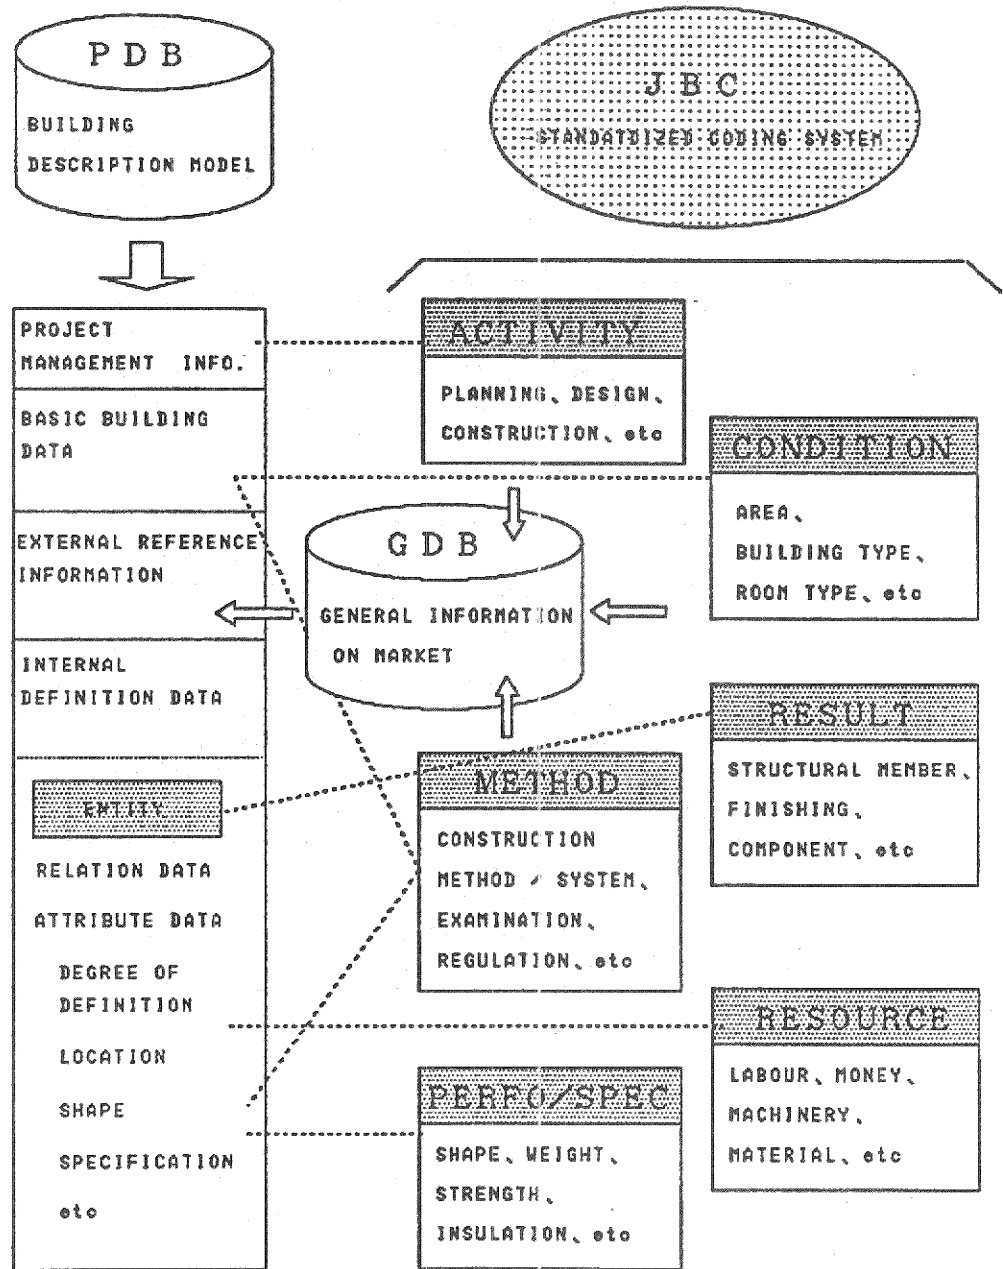 PDB
BUILDING
DESCRIPTION MODEL
JBC
STANDATDIZED CODING SYSTEM
PROJECT
MANAGEMENT INFO.
BASIC BUILDING
DATA
EXTERNAL REFERENCE
INFORMATION
INTERNAL
DEFINITION DATA
ENTITY
RELATION DATA
ATTRIBUTE DATA
DEGREE OF
DEFINITION
LOCATION
SHAPE
SPECIFICATION
etc
ACTIVITY
PLANNING、DESIGN、
CONSTRUCTION、etc
CONDITION
AREA、
BUILDING TYPE、
ROOM TYPE、etc
GDB
GENERAL INFORMATION
ON MARKET
RESULT
STRUCTURAL MEMBER、
FINISHING、
COMPONENT、etc
METHOD
CONSTRUCTION
METHOD / SYSTEM、
EXAMINATION、
REGULATION、etc
RESOURCE
LABOUR、MONEY、
MACHINERY、
MATERIAL、etc
PERFO/SPEC
SHAPE、WEIGHT、
STRENGTH、
INSULATION、etc